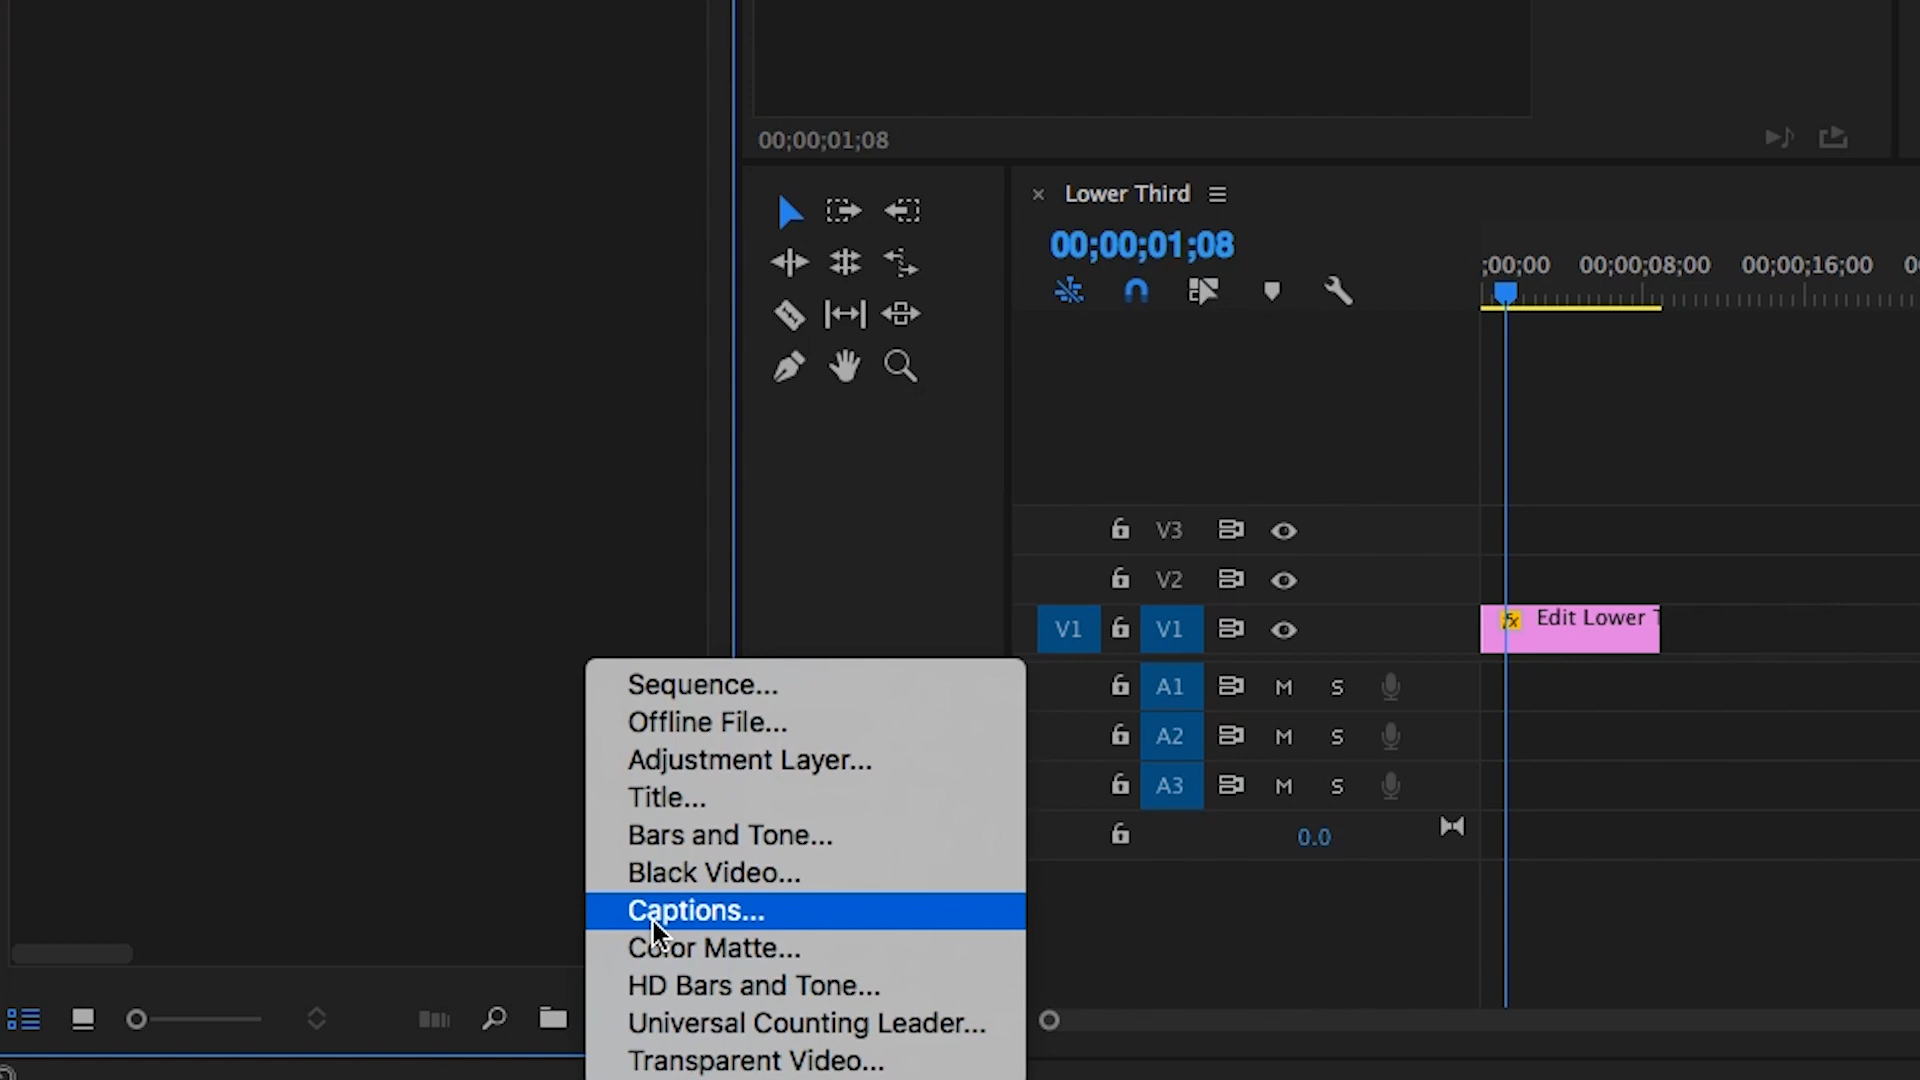 00;00;01;08
× Lower Third
00;00;01;08
;00;00 00;00;08;00 00;00;16;00 0
V3
V2
V1 V1 fx Edit Lower T
A1 M S
A2 M S
A3 M S
0.0
Sequence...
Offline File...
Adjustment Layer...
Title...
Bars and Tone...
Black Video...
Captions...
Color Matte...
HD Bars and Tone...
Universal Counting Leader...
Transparent Video...